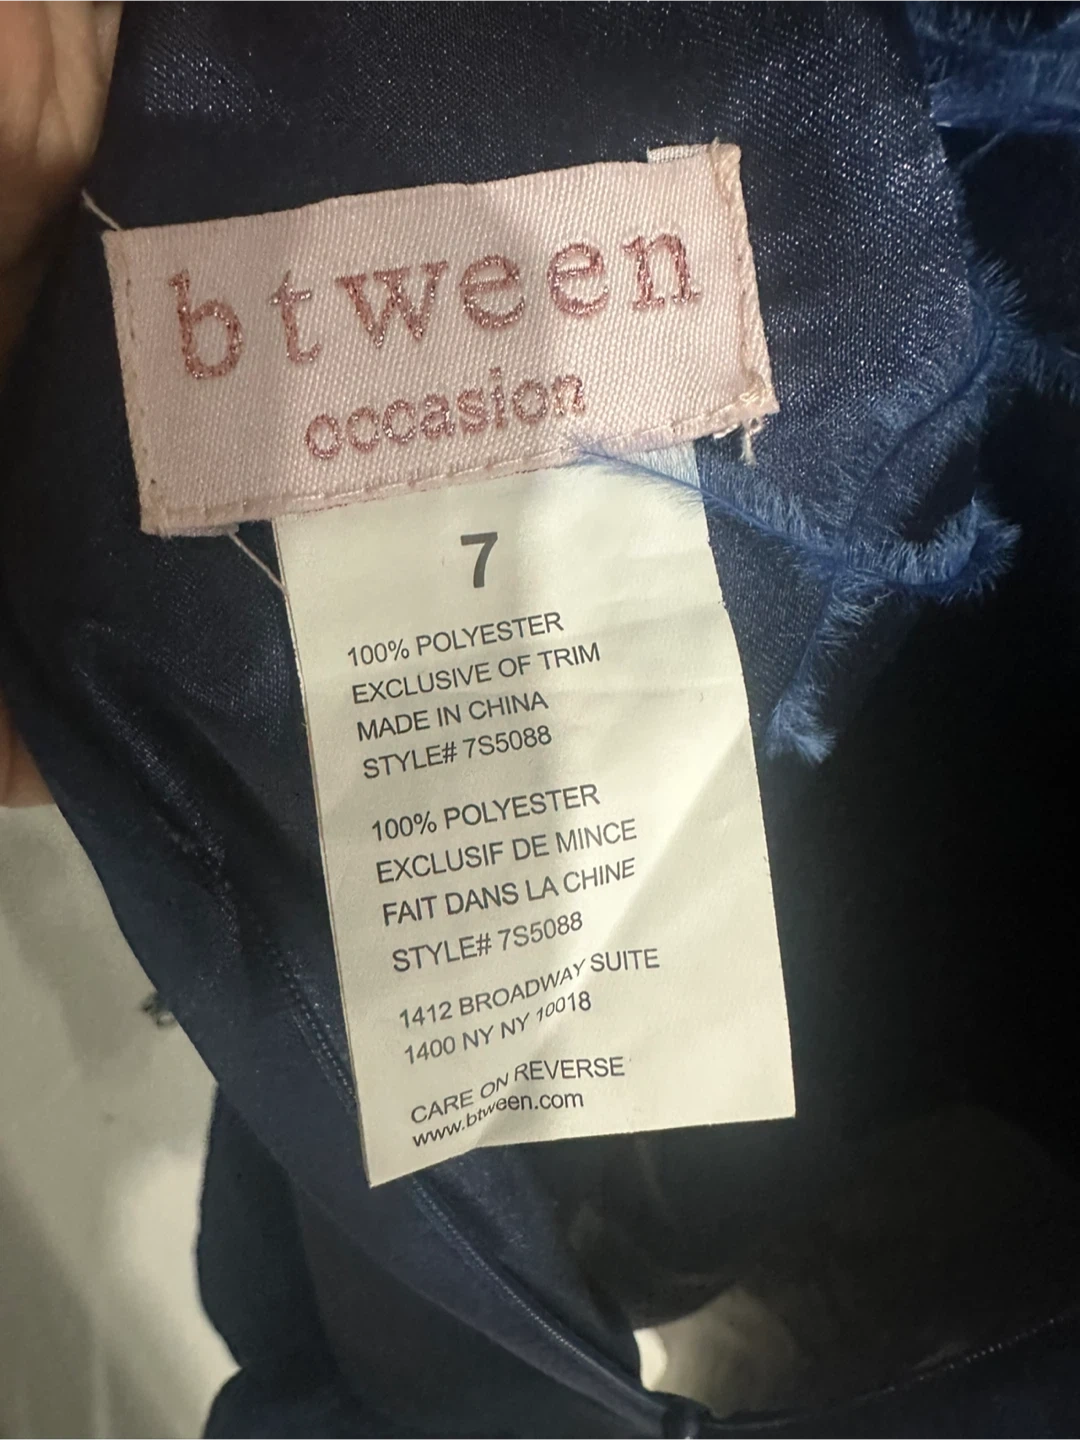 btween
occasion
7
100% POLYESTER
EXCLUSIVE OF TRIM
MADE IN CHINA
STYLE# 7S5088
100% POLYESTER
EXCLUSIF DE MINCE
FAIT DANS LA CHINE
STYLE# 7S5088
1412 BROADWAY SUITE
1400 NY NY 10018
CARE ON REVERSE
www.btween.com